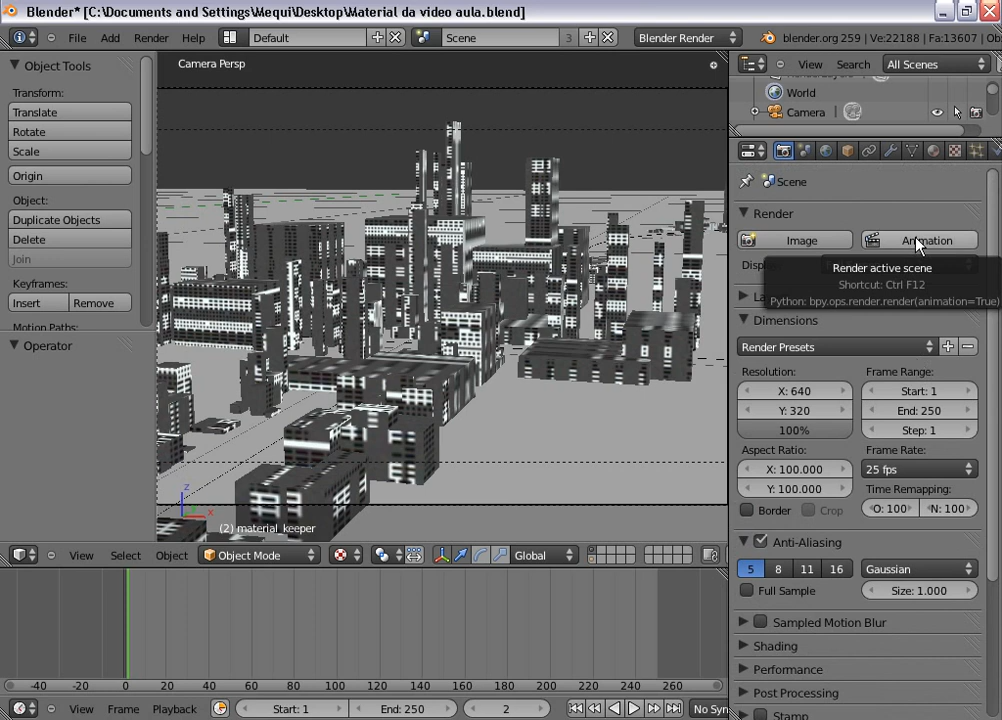 Blender* [C:\Documents and Settings\Aequi\Desktop\Material da video aula.blend]
File Add Render Help Default Scene 3 Blender Render blender.org 259 | Ve:22188 | Fa:13607 | Ob
Object Tools
Transform:
Translate
Rotate
Scale
Origin
Object:
Duplicate Objects
Delete
Join
Keyframes:
Insert Remove
Motion Paths:
Operator
Camera Persp
z
x
(2) material_keeper
View Select Object Object Mode Global
-40 -20 0 20 40 60 80 100 120 140 160 180 200 220 240 260
View Frame Playback Start: 1 End: 250 2 No Syn
View Search All Scenes
World
Camera
Scene
Render
Image Animation
Disp
Render active scene
Shortcut: Ctrl F12
Python: bpy.ops.render.render(animation=True)
La
Dimensions
Render Presets
Resolution: Frame Range:
X: 640 Start: 1
Y: 320 End: 250
100% Step: 1
Aspect Ratio: Frame Rate:
X: 100.000 25 fps
Y: 100.000 Time Remapping:
Border Crop O: 100 N: 100
Anti-Aliasing
5 8 11 16 Gaussian
Full Sample Size: 1.000
Sampled Motion Blur
Shading
Performance
Post Processing
Stamp